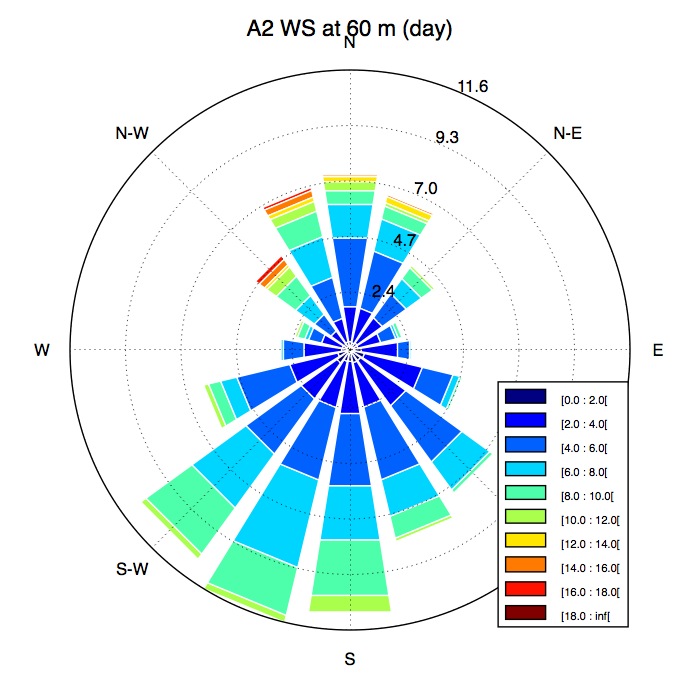 A2 WS at 60 m (day)
N
11.6
N-W
9.3
N-E
7.0
4.7
2.4
W
E
[0.0 : 2.0[
[2.0 : 4.0[
[4.0 : 6.0[
[6.0 : 8.0[
[8.0 : 10.0[
[10.0 : 12.0[
[12.0 : 14.0[
[14.0 : 16.0[
[16.0 : 18.0[
[18.0 : inf[
S-W
S